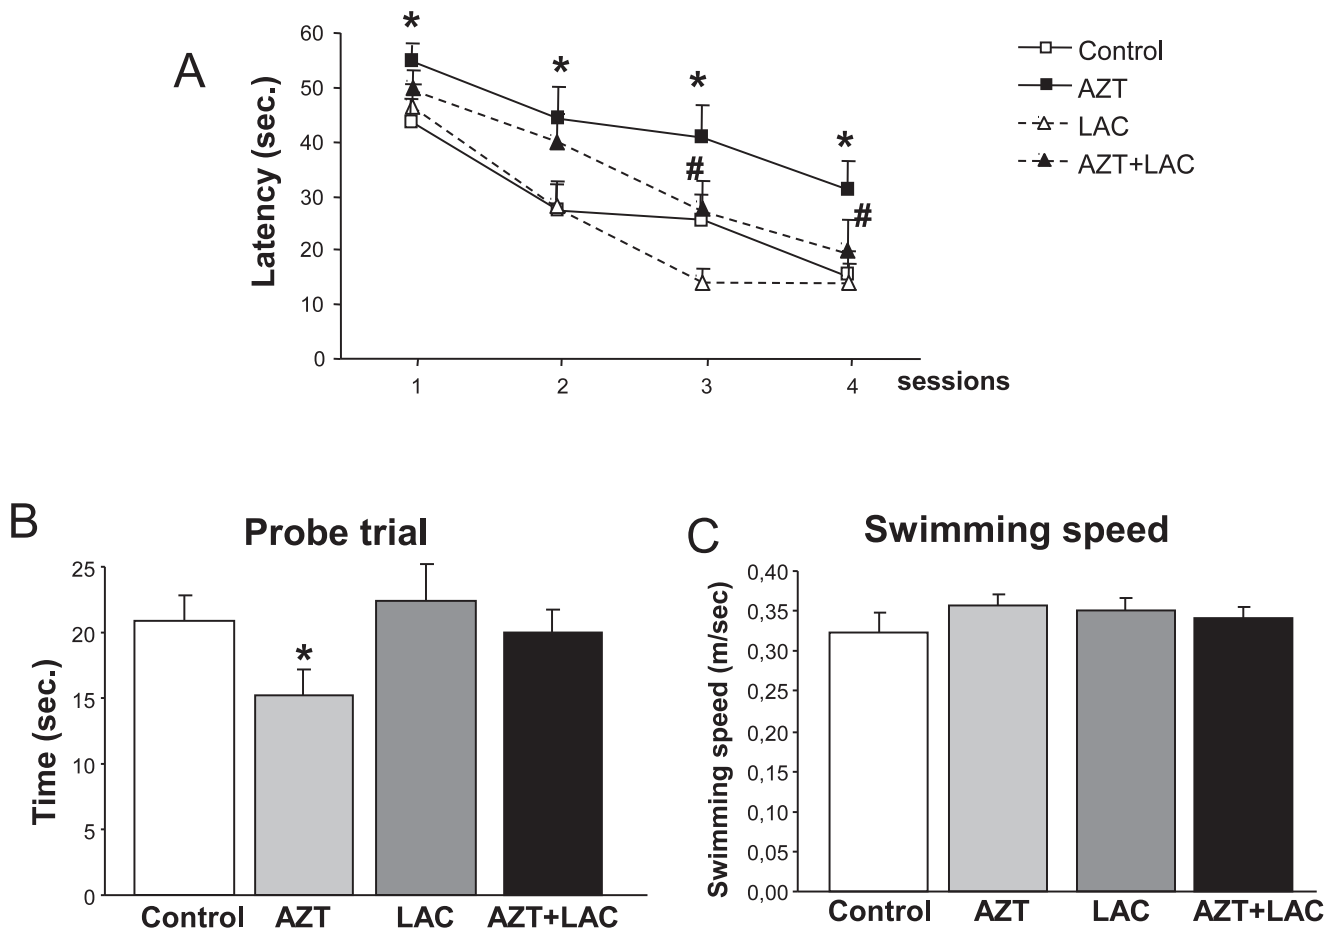 A
Latency (sec.)
60
50
40
30
20
10
0
*
*
*
*
#
#
1 2 3 4 sessions
Control
AZT
LAC
AZT+LAC
B
Probe trial
Time (sec.)
25
20
15
10
5
0
*
Control AZT LAC AZT+LAC
C
Swimming speed
Swimming speed (m/sec)
0,40
0,35
0,30
0,25
0,20
0,15
0,10
0,05
0,00
Control AZT LAC AZT+LAC